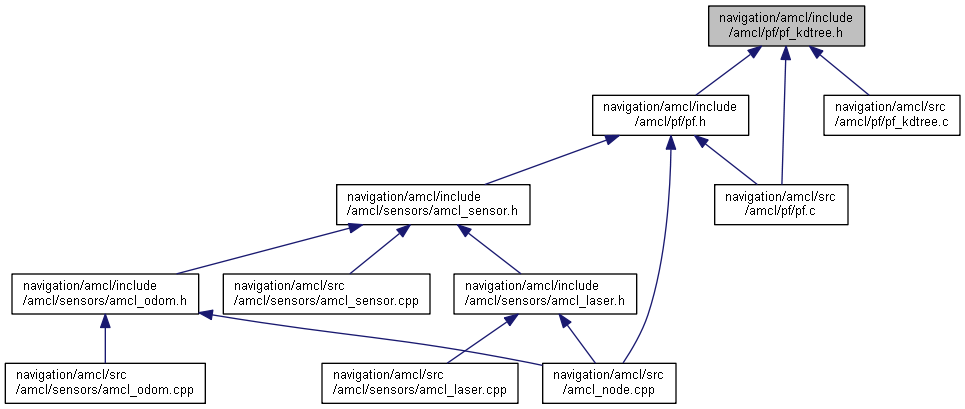 navigation/amcl/include
/amcl/pf/pf_kdtree.h
navigation/amcl/include
/amcl/pf/pf.h
navigation/amcl/src
/amcl/pf/pf_kdtree.c
navigation/amcl/include
/amcl/sensors/amcl_sensor.h
navigation/amcl/src
/amcl/pf/pf.c
navigation/amcl/include
/amcl/sensors/amcl_odom.h
navigation/amcl/src
/amcl/sensors/amcl_sensor.cpp
navigation/amcl/include
/amcl/sensors/amcl_laser.h
navigation/amcl/src
/amcl/sensors/amcl_odom.cpp
navigation/amcl/src
/amcl/sensors/amcl_laser.cpp
navigation/amcl/src
/amcl_node.cpp